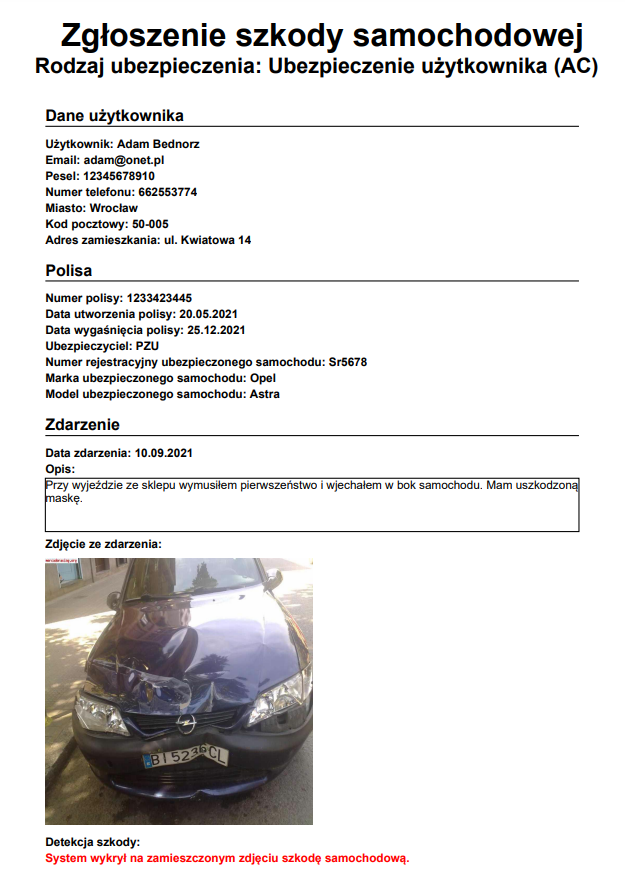 Zgłoszenie szkody samochodowej
Rodzaj ubezpieczenia: Ubezpieczenie użytkownika (AC)
Dane użytkownika
Użytkownik: Adam Bednorz
Email: adam@onet.pl
Pesel: 12345678910
Numer telefonu: 662553774
Miasto: Wrocław
Kod pocztowy: 50-005
Adres zamieszkania: ul. Kwiatowa 14
Polisa
Numer polisy: 1233423445
Data utworzenia polisy: 20.05.2021
Data wygaśnięcia polisy: 25.12.2021
Ubezpieczyciel: PZU
Numer rejestracyjny ubezpieczonego samochodu: Sr5678
Marka ubezpieczonego samochodu: Opel
Model ubezpieczonego samochodu: Astra
Zdarzenie
Data zdarzenia: 10.09.2021
Opis:
Przy wyjeździe ze sklepu wymusiłem pierwszeństwo i wjechałem w bok samochodu. Mam uszkodzoną
maskę.
Zdjęcie ze zdarzenia:
BI 5236 CL
Detekcja szkody:
System wykrył na zamieszczonym zdjęciu szkodę samochodową.